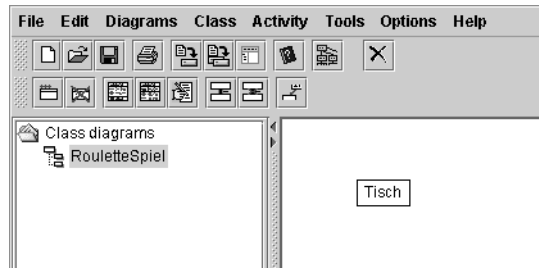 File Edit Diagrams Class Activity Tools Options Help
Class diagrams
RouletteSpiel
Tisch